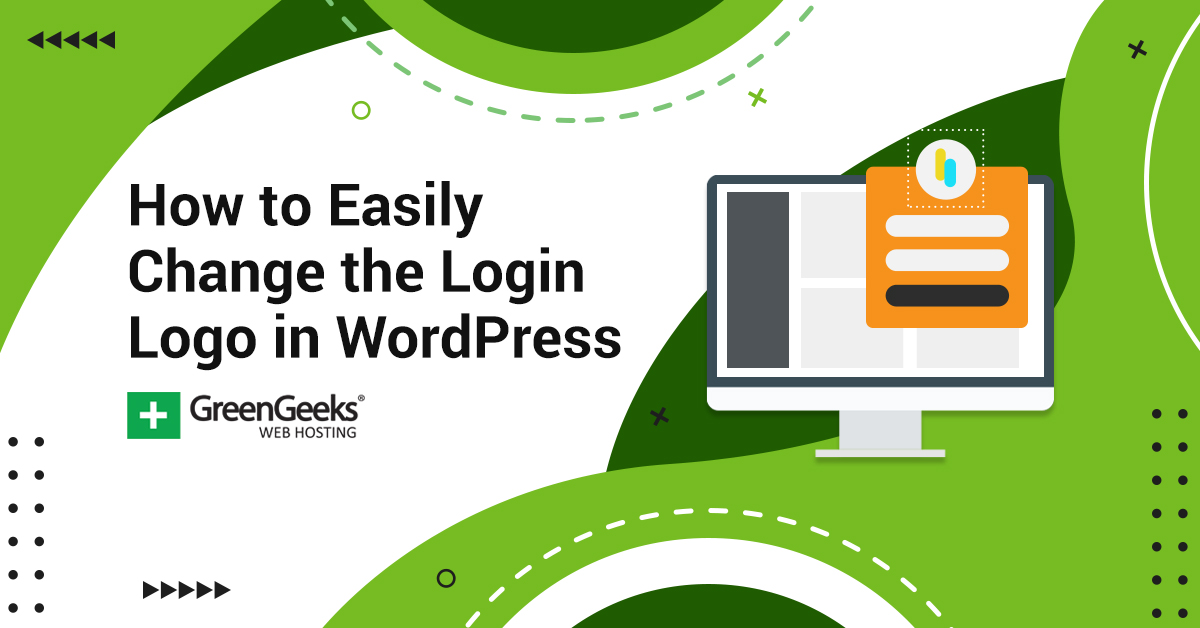 How to Easily
Change the Login
Logo in WordPress
GreenGeeks®
WEB HOSTING